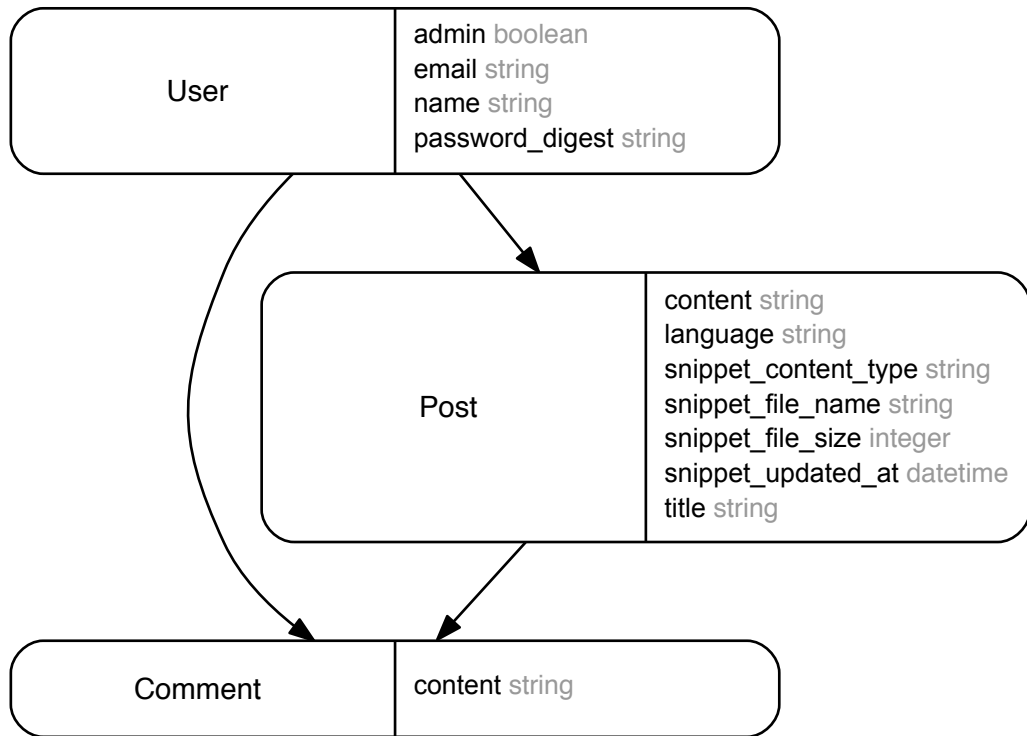 User
admin boolean
email string
name string
password_digest string
Post
content string
language string
snippet_content_type string
snippet_file_name string
snippet_file_size integer
snippet_updated_at datetime
title string
Comment
content string